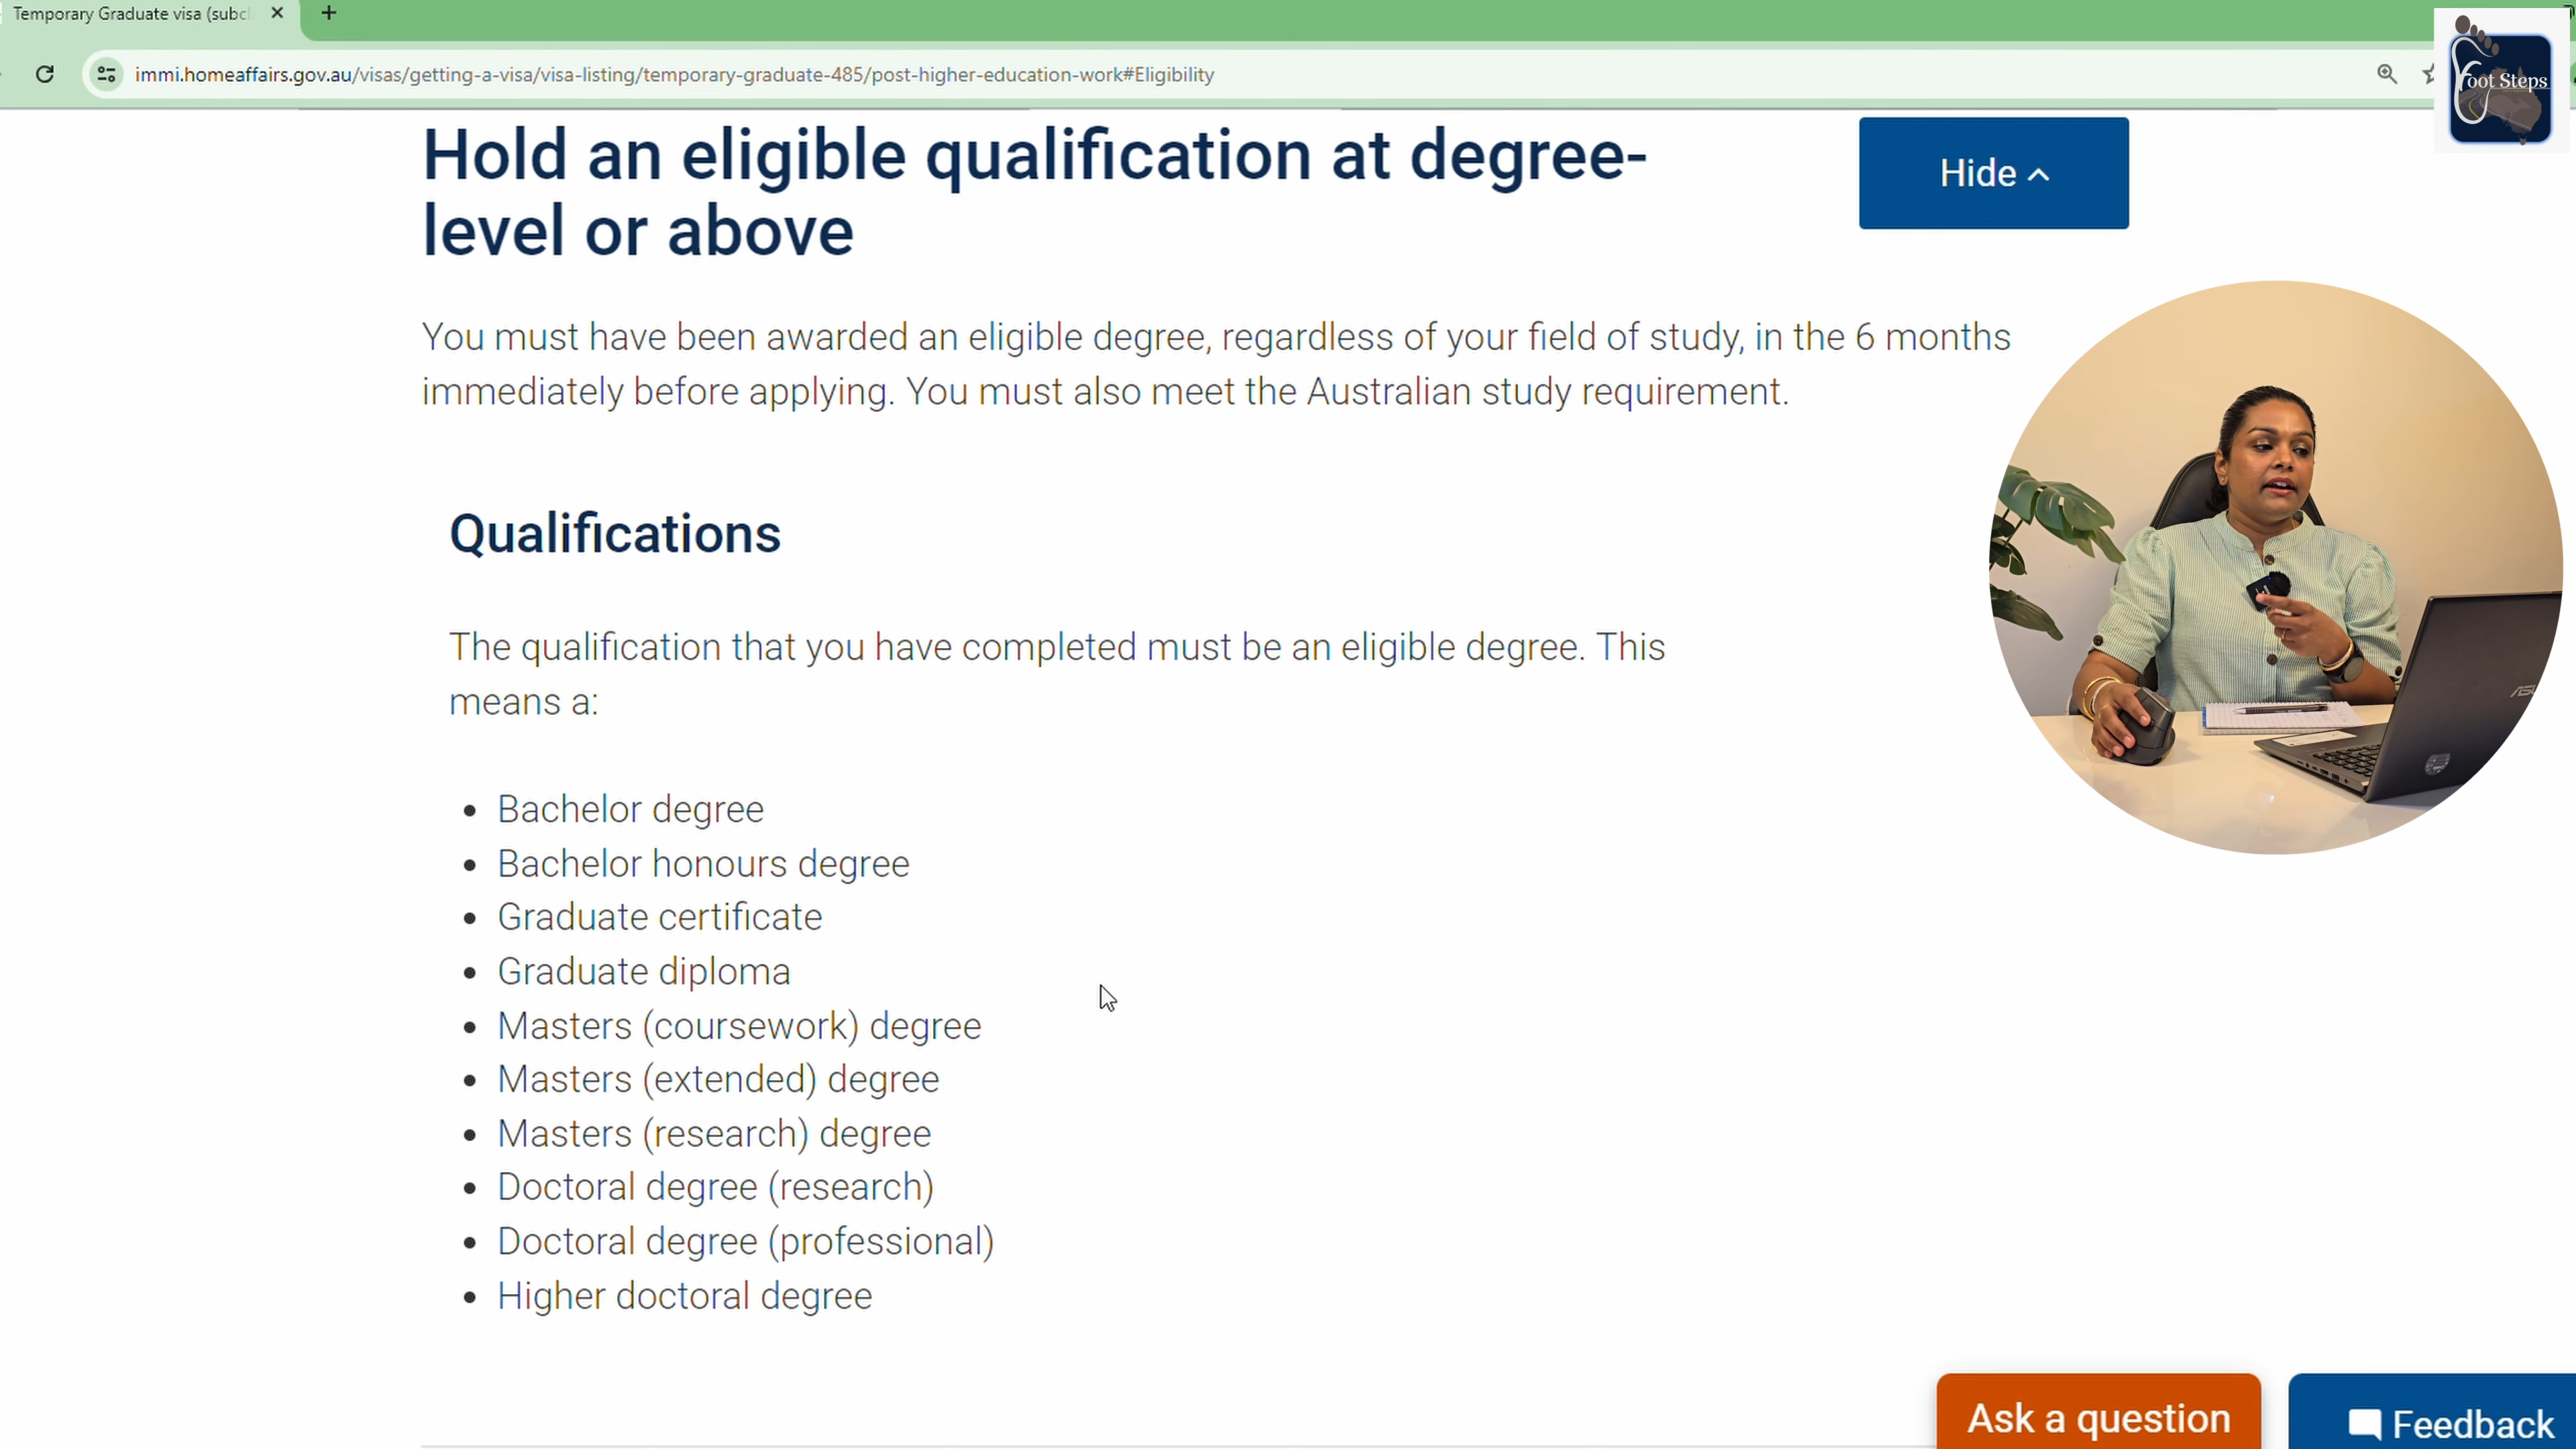 Temporary Graduate visa (subcl
immi.homeaffairs.gov.au/visas/getting-a-visa/visa-listing/temporary-graduate-485/post-higher-education-work#Eligibility
Foot Steps
Hold an eligible qualification at degree-
level or above
Hide
You must have been awarded an eligible degree, regardless of your field of study, in the 6 months
immediately before applying. You must also meet the Australian study requirement.
Qualifications
The qualification that you have completed must be an eligible degree. This
means a:
• Bachelor degree
• Bachelor honours degree
• Graduate certificate
• Graduate diploma
• Masters (coursework) degree
• Masters (extended) degree
• Masters (research) degree
• Doctoral degree (research)
• Doctoral degree (professional)
• Higher doctoral degree
Ask a question
Feedback